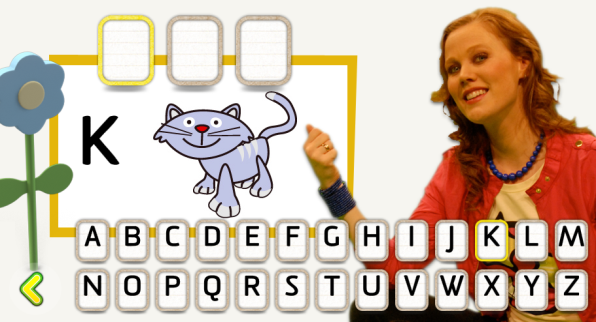 K
A B C D E F G H I J K L M
N O P Q R S T U V W X Y Z